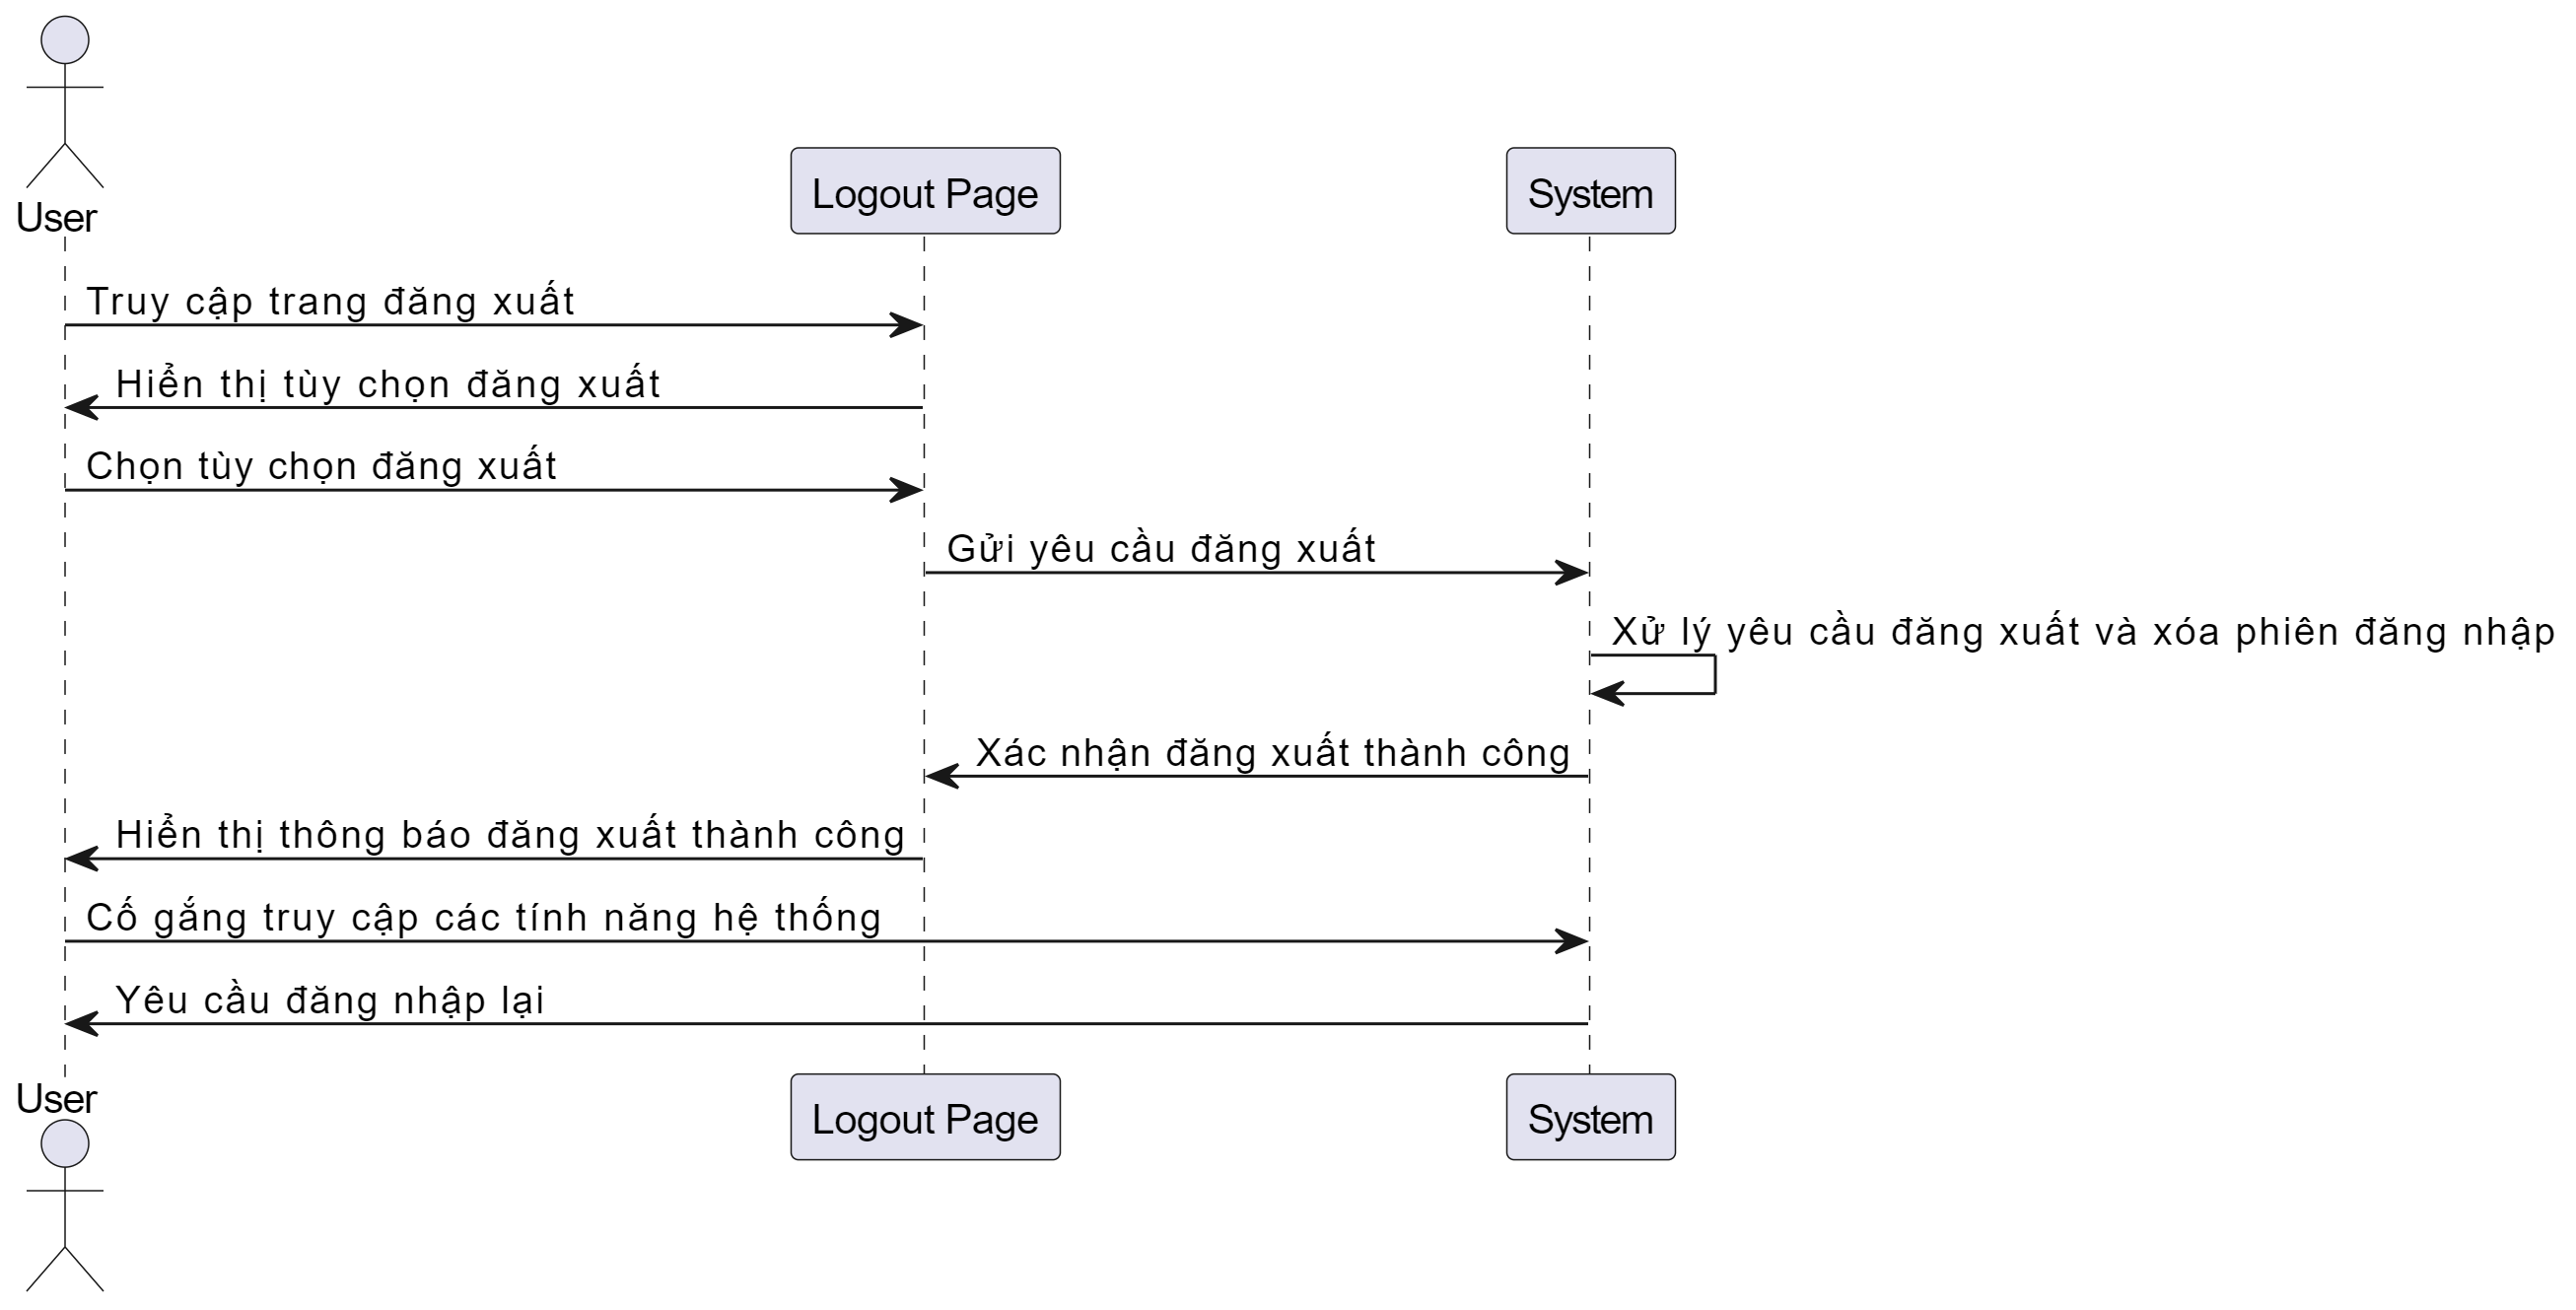 User
Logout Page
System
Truy cập trang đăng xuất
Hiển thị tùy chọn đăng xuất
Chọn tùy chọn đăng xuất
Gửi yêu cầu đăng xuất
Xử lý yêu cầu đăng xuất và xóa phiên đăng nhập
Xác nhận đăng xuất thành công
Hiển thị thông báo đăng xuất thành công
Cố gắng truy cập các tính năng hệ thống
Yêu cầu đăng nhập lại
User
Logout Page
System